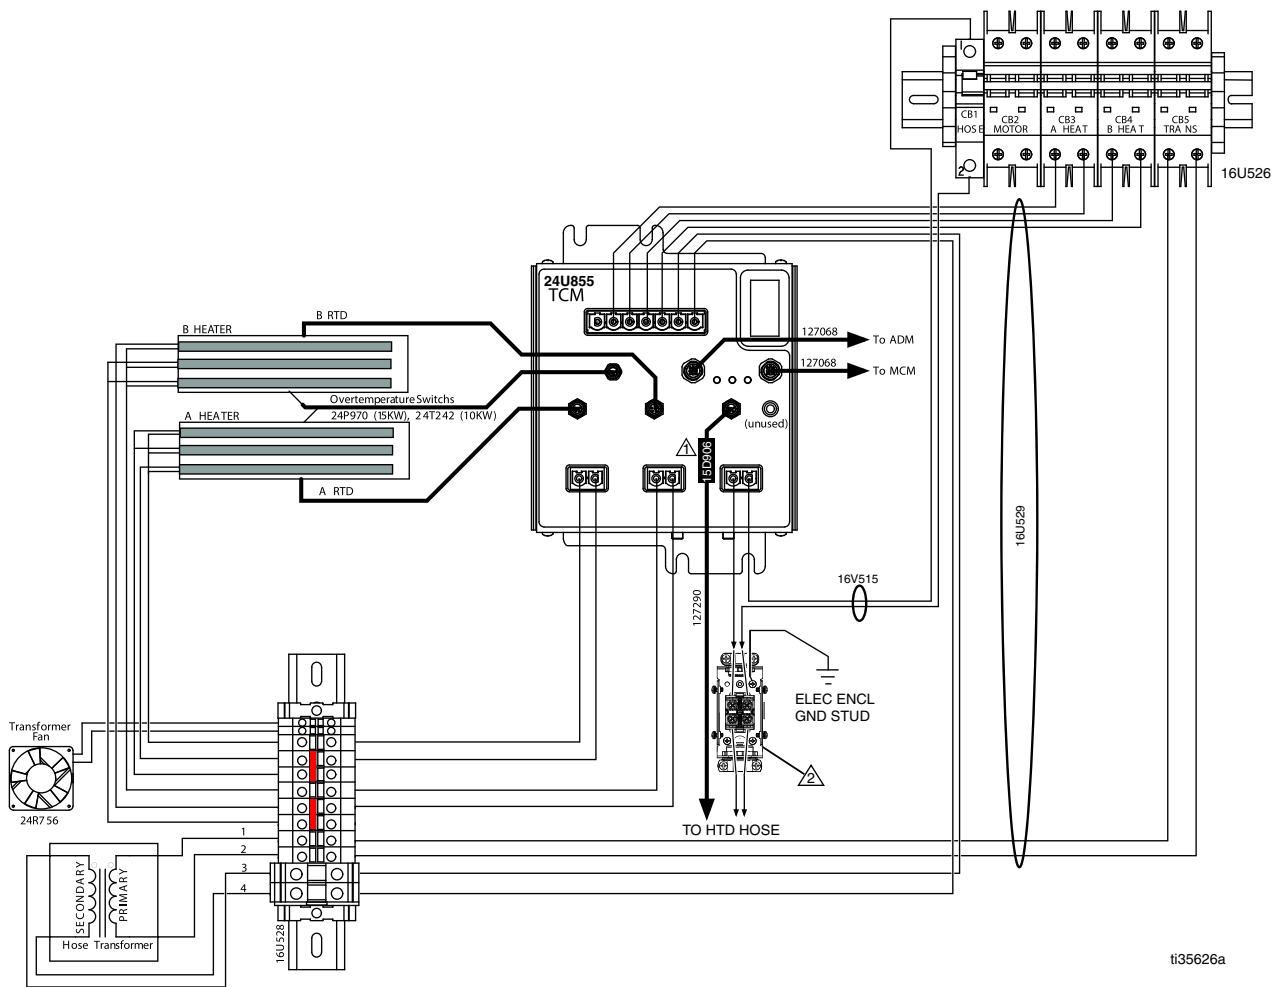 1
CB1
HOSE
2
CB2
MOTOR
CB3
A HEAT
CB4
B HEAT
CB5
TRANS
16U526
24U855
TCM
B RTD
B HEATER
127068
To ADM
127068
To MCM
Overtemperature Switchs
24P970 (15KW), 24T242 (10KW)
A HEATER
(unused)
1
15D906
A RTD
16U529
16V515
127290
ELEC ENCL
GND STUD
Transformer
Fan
24R756
2
TO HTD HOSE
1
2
3
4
SECONDARY
PRIMARY
Hose Transformer
16U528
ti35626a